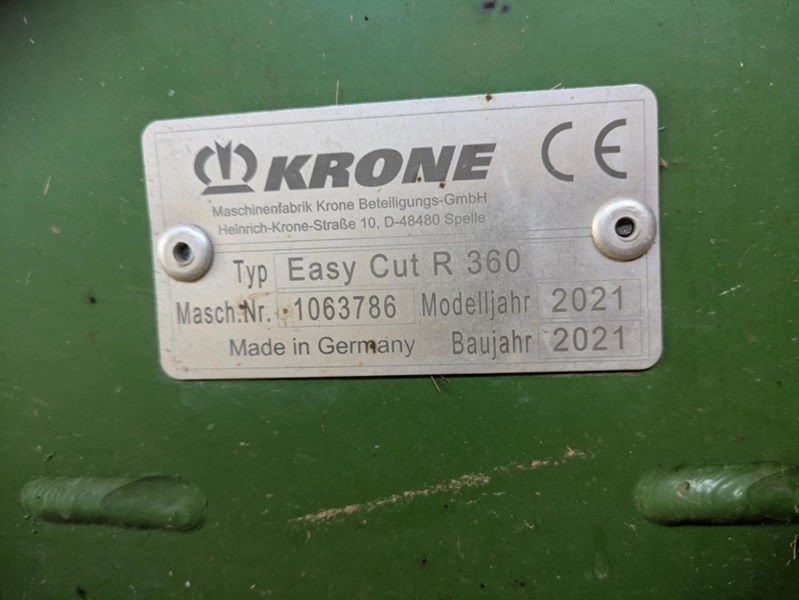 KRONE CE
Maschinenfabrik Krone Beteiligungs-GmbH
Heinrich-Krone-Straße 10, D-48480 Spelle
Typ Easy Cut R 360
Masch.Nr. 1063786 Modelljahr 2021
Made in Germany Baujahr 2021